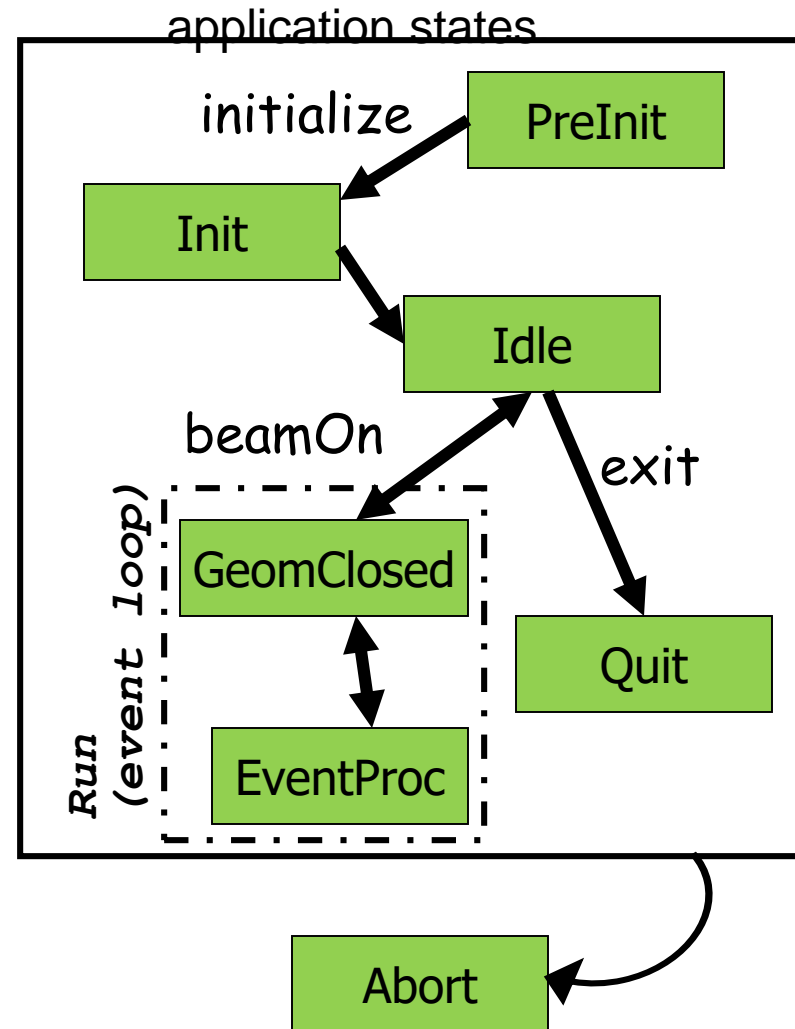 application states
initialize
PreInit
Init
Idle
beamOn
exit
Run
(event loop)
GeomClosed
Quit
EventProc
Abort